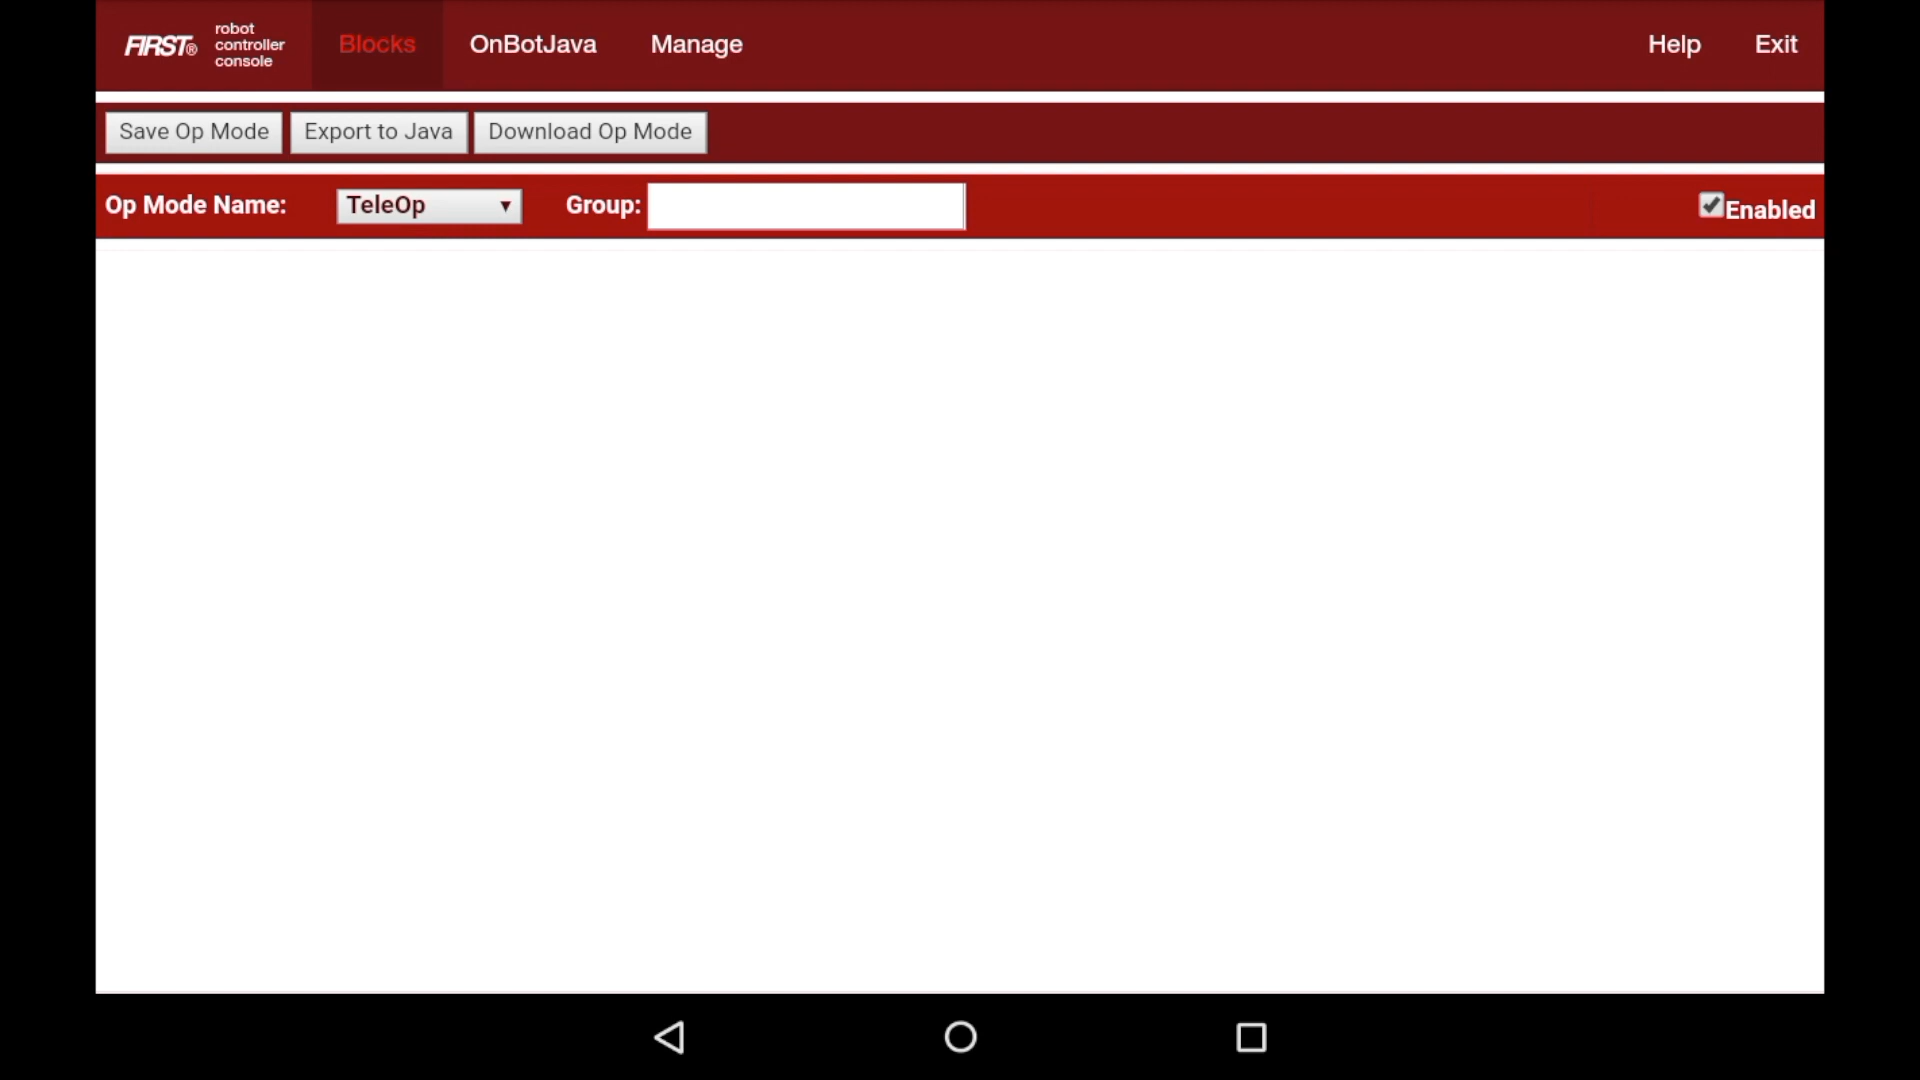 FIRST®
robot
controller
console
Blocks
OnBotJava
Manage
Help
Exit
Save Op Mode
Export to Java
Download Op Mode
Op Mode Name:
TeleOp
Group:
Enabled